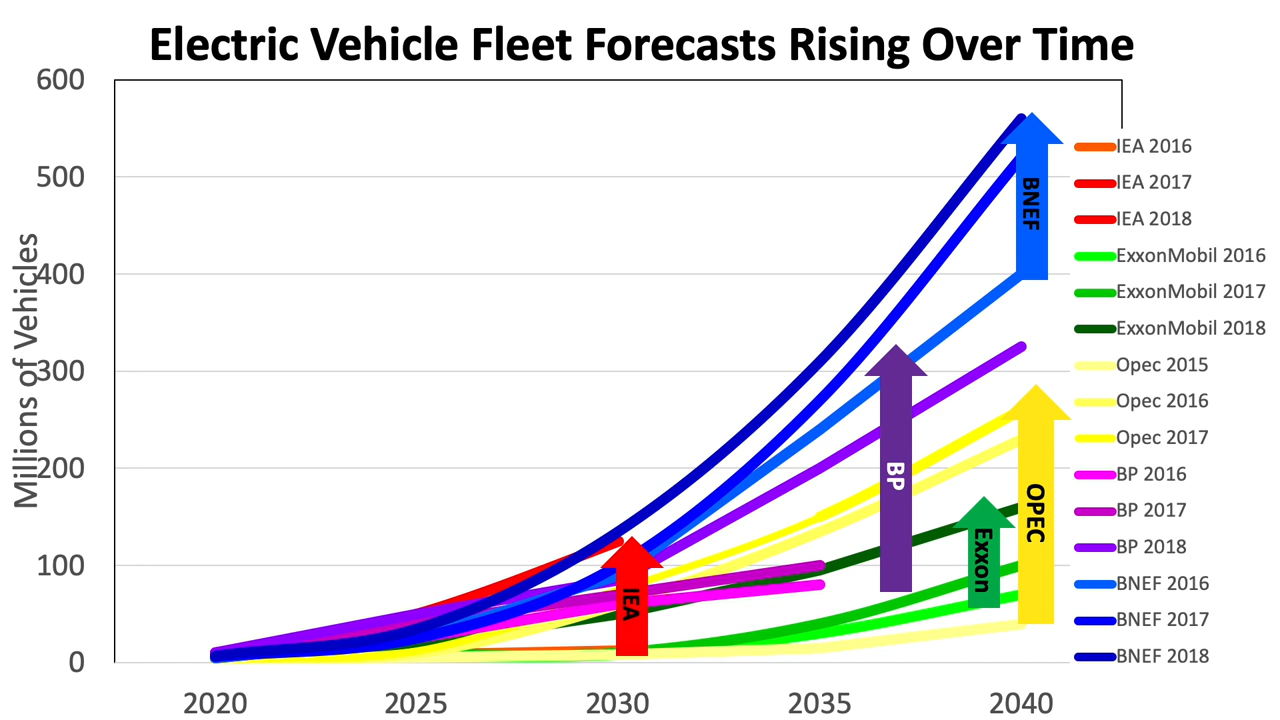 Electric Vehicle Fleet Forecasts Rising Over Time
Millions of Vehicles
600
500
400
300
200
100
0
2020 2025 2030 2035 2040
IEA
BP
Exxon
OPEC
BNEF
IEA 2016
IEA 2017
IEA 2018
ExxonMobil 2016
ExxonMobil 2017
ExxonMobil 2018
Opec 2015
Opec 2016
Opec 2017
BP 2016
BP 2017
BP 2018
BNEF 2016
BNEF 2017
BNEF 2018